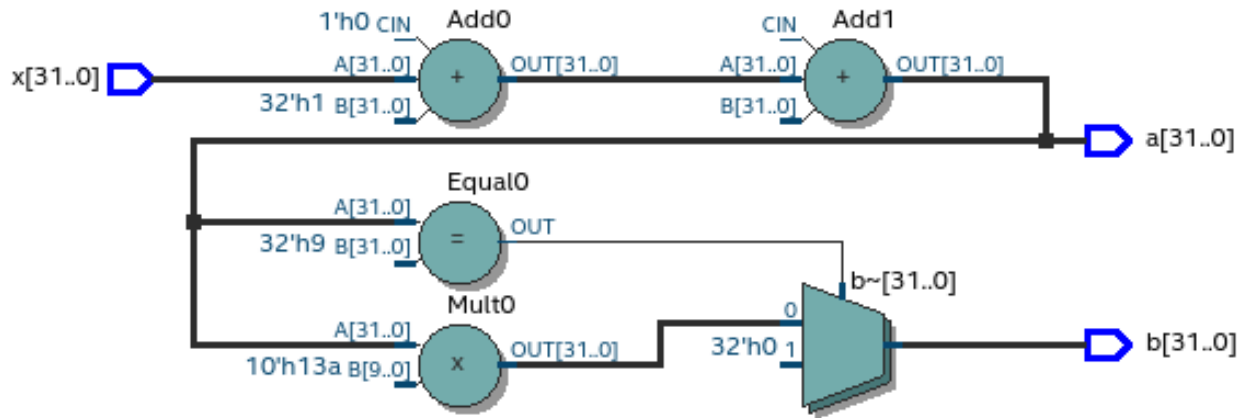 1'h0 CIN Add0 CIN Add1
x[31..0] A[31..0] + OUT[31..0] A[31..0] + OUT[31..0]
32'h1 B[31..0] B[31..0]
a[31..0]
Equal0
A[31..0] OUT
32'h9 B[31..0] =
b~[31..0]
Mult0
A[31..0] 0
10'h13a B[9..0] x OUT[31..0] 32'h0 1 b[31..0]